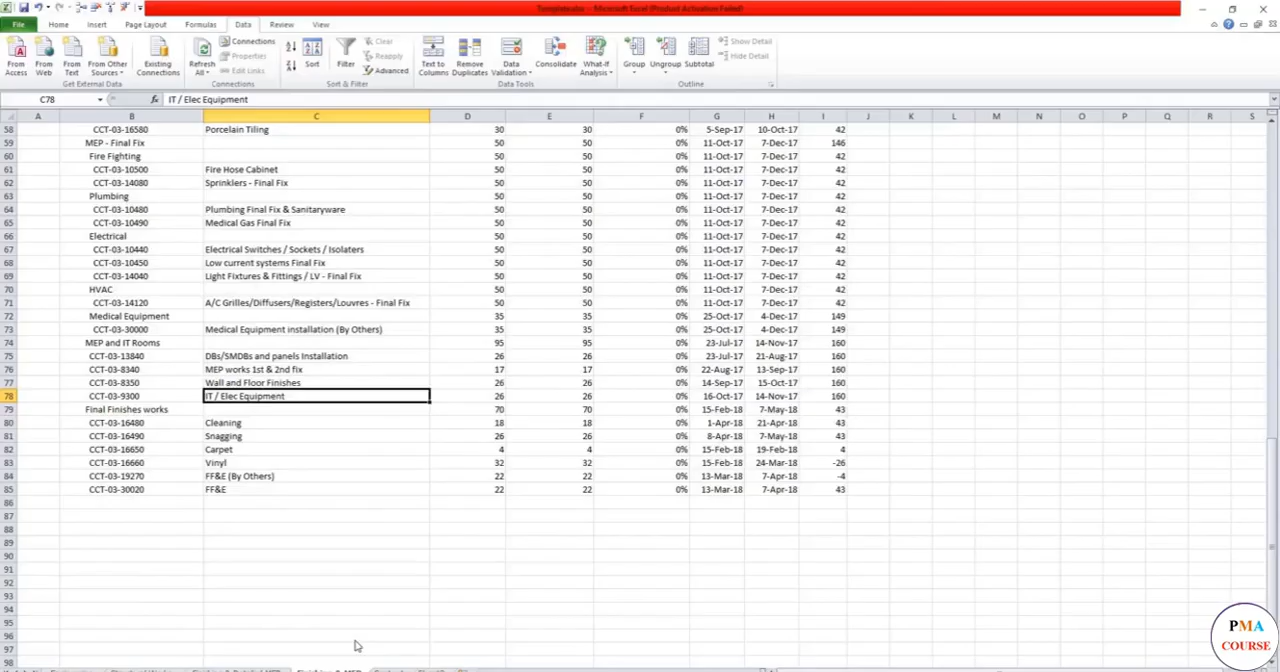 Microsoft Excel (Product Activation Failed)
File Home Insert Page Layout Formulas Data Review View
From Access From Web From Text From Other Sources Existing Connections Refresh All Connections Properties Edit Links Sort Filter Clear Reapply Advanced Text to Columns Remove Duplicates Data Validation Consolidate What-If Analysis Group Ungroup Subtotal Show Detail Hide Detail
Get External Data Connections Sort & Filter Data Tools Outline
C78 fx IT / Elec Equipment
A B C D E F G H I J K L M N O P Q R S
58 CCT-03-16580 Porcelain Tiling 30 30 0% 5-Sep-17 10-Oct-17 42
59 MEP - Final Fix 50 50 0% 11-Oct-17 7-Dec-17 146
60 Fire Fighting 50 50 0% 11-Oct-17 7-Dec-17 42
61 CCT-03-10500 Fire Hose Cabinet 50 50 0% 11-Oct-17 7-Dec-17 42
62 CCT-03-14080 Sprinklers - Final Fix 50 50 0% 11-Oct-17 7-Dec-17 42
63 Plumbing 50 50 0% 11-Oct-17 7-Dec-17 42
64 CCT-03-10480 Plumbing Final Fix & Sanitaryware 50 50 0% 11-Oct-17 7-Dec-17 42
65 CCT-03-10490 Medical Gas Final Fix 50 50 0% 11-Oct-17 7-Dec-17 42
66 Electrical 50 50 0% 11-Oct-17 7-Dec-17 42
67 CCT-03-10440 Electrical Switches / Sockets / Isolaters 50 50 0% 11-Oct-17 7-Dec-17 42
68 CCT-03-10450 Low current systems Final Fix 50 50 0% 11-Oct-17 7-Dec-17 42
69 CCT-03-14040 Light Fixtures & Fittings / LV - Final Fix 50 50 0% 11-Oct-17 7-Dec-17 42
70 HVAC 50 50 0% 11-Oct-17 7-Dec-17 42
71 CCT-03-14120 A/C Grilles/Diffusers/Registers/Louvres - Final Fix 50 50 0% 11-Oct-17 7-Dec-17 42
72 Medical Equipment 35 35 0% 25-Oct-17 4-Dec-17 149
73 CCT-03-30000 Medical Equipment installation (By Others) 35 35 0% 25-Oct-17 4-Dec-17 149
74 MEP and IT Rooms 95 95 0% 23-Jul-17 14-Nov-17 160
75 CCT-03-13840 DBs/SMDBs and panels Installation 26 26 0% 23-Jul-17 21-Aug-17 160
76 CCT-03-8340 MEP works 1st & 2nd fix 17 17 0% 22-Aug-17 13-Sep-17 160
77 CCT-03-8350 Wall and Floor Finishes 26 26 0% 14-Sep-17 15-Oct-17 160
78 CCT-03-9300 IT / Elec Equipment 26 26 0% 16-Oct-17 14-Nov-17 160
79 Final Finishes works 70 70 0% 15-Feb-18 7-May-18 43
80 CCT-03-16480 Cleaning 18 18 0% 1-Apr-18 21-Apr-18 43
81 CCT-03-16490 Snagging 26 26 0% 8-Apr-18 7-May-18 43
82 CCT-03-16650 Carpet 4 4 0% 15-Feb-18 19-Feb-18 4
83 CCT-03-16660 Vinyl 32 32 0% 15-Feb-18 24-Mar-18 -26
84 CCT-03-19270 FF&E (By Others) 22 22 0% 13-Mar-18 7-Apr-18 -4
85 CCT-03-30020 FF&E 22 22 0% 13-Mar-18 7-Apr-18 43
86
87
88
89
90
91
92
93
94
95
96
97
98
PMA
COURSE